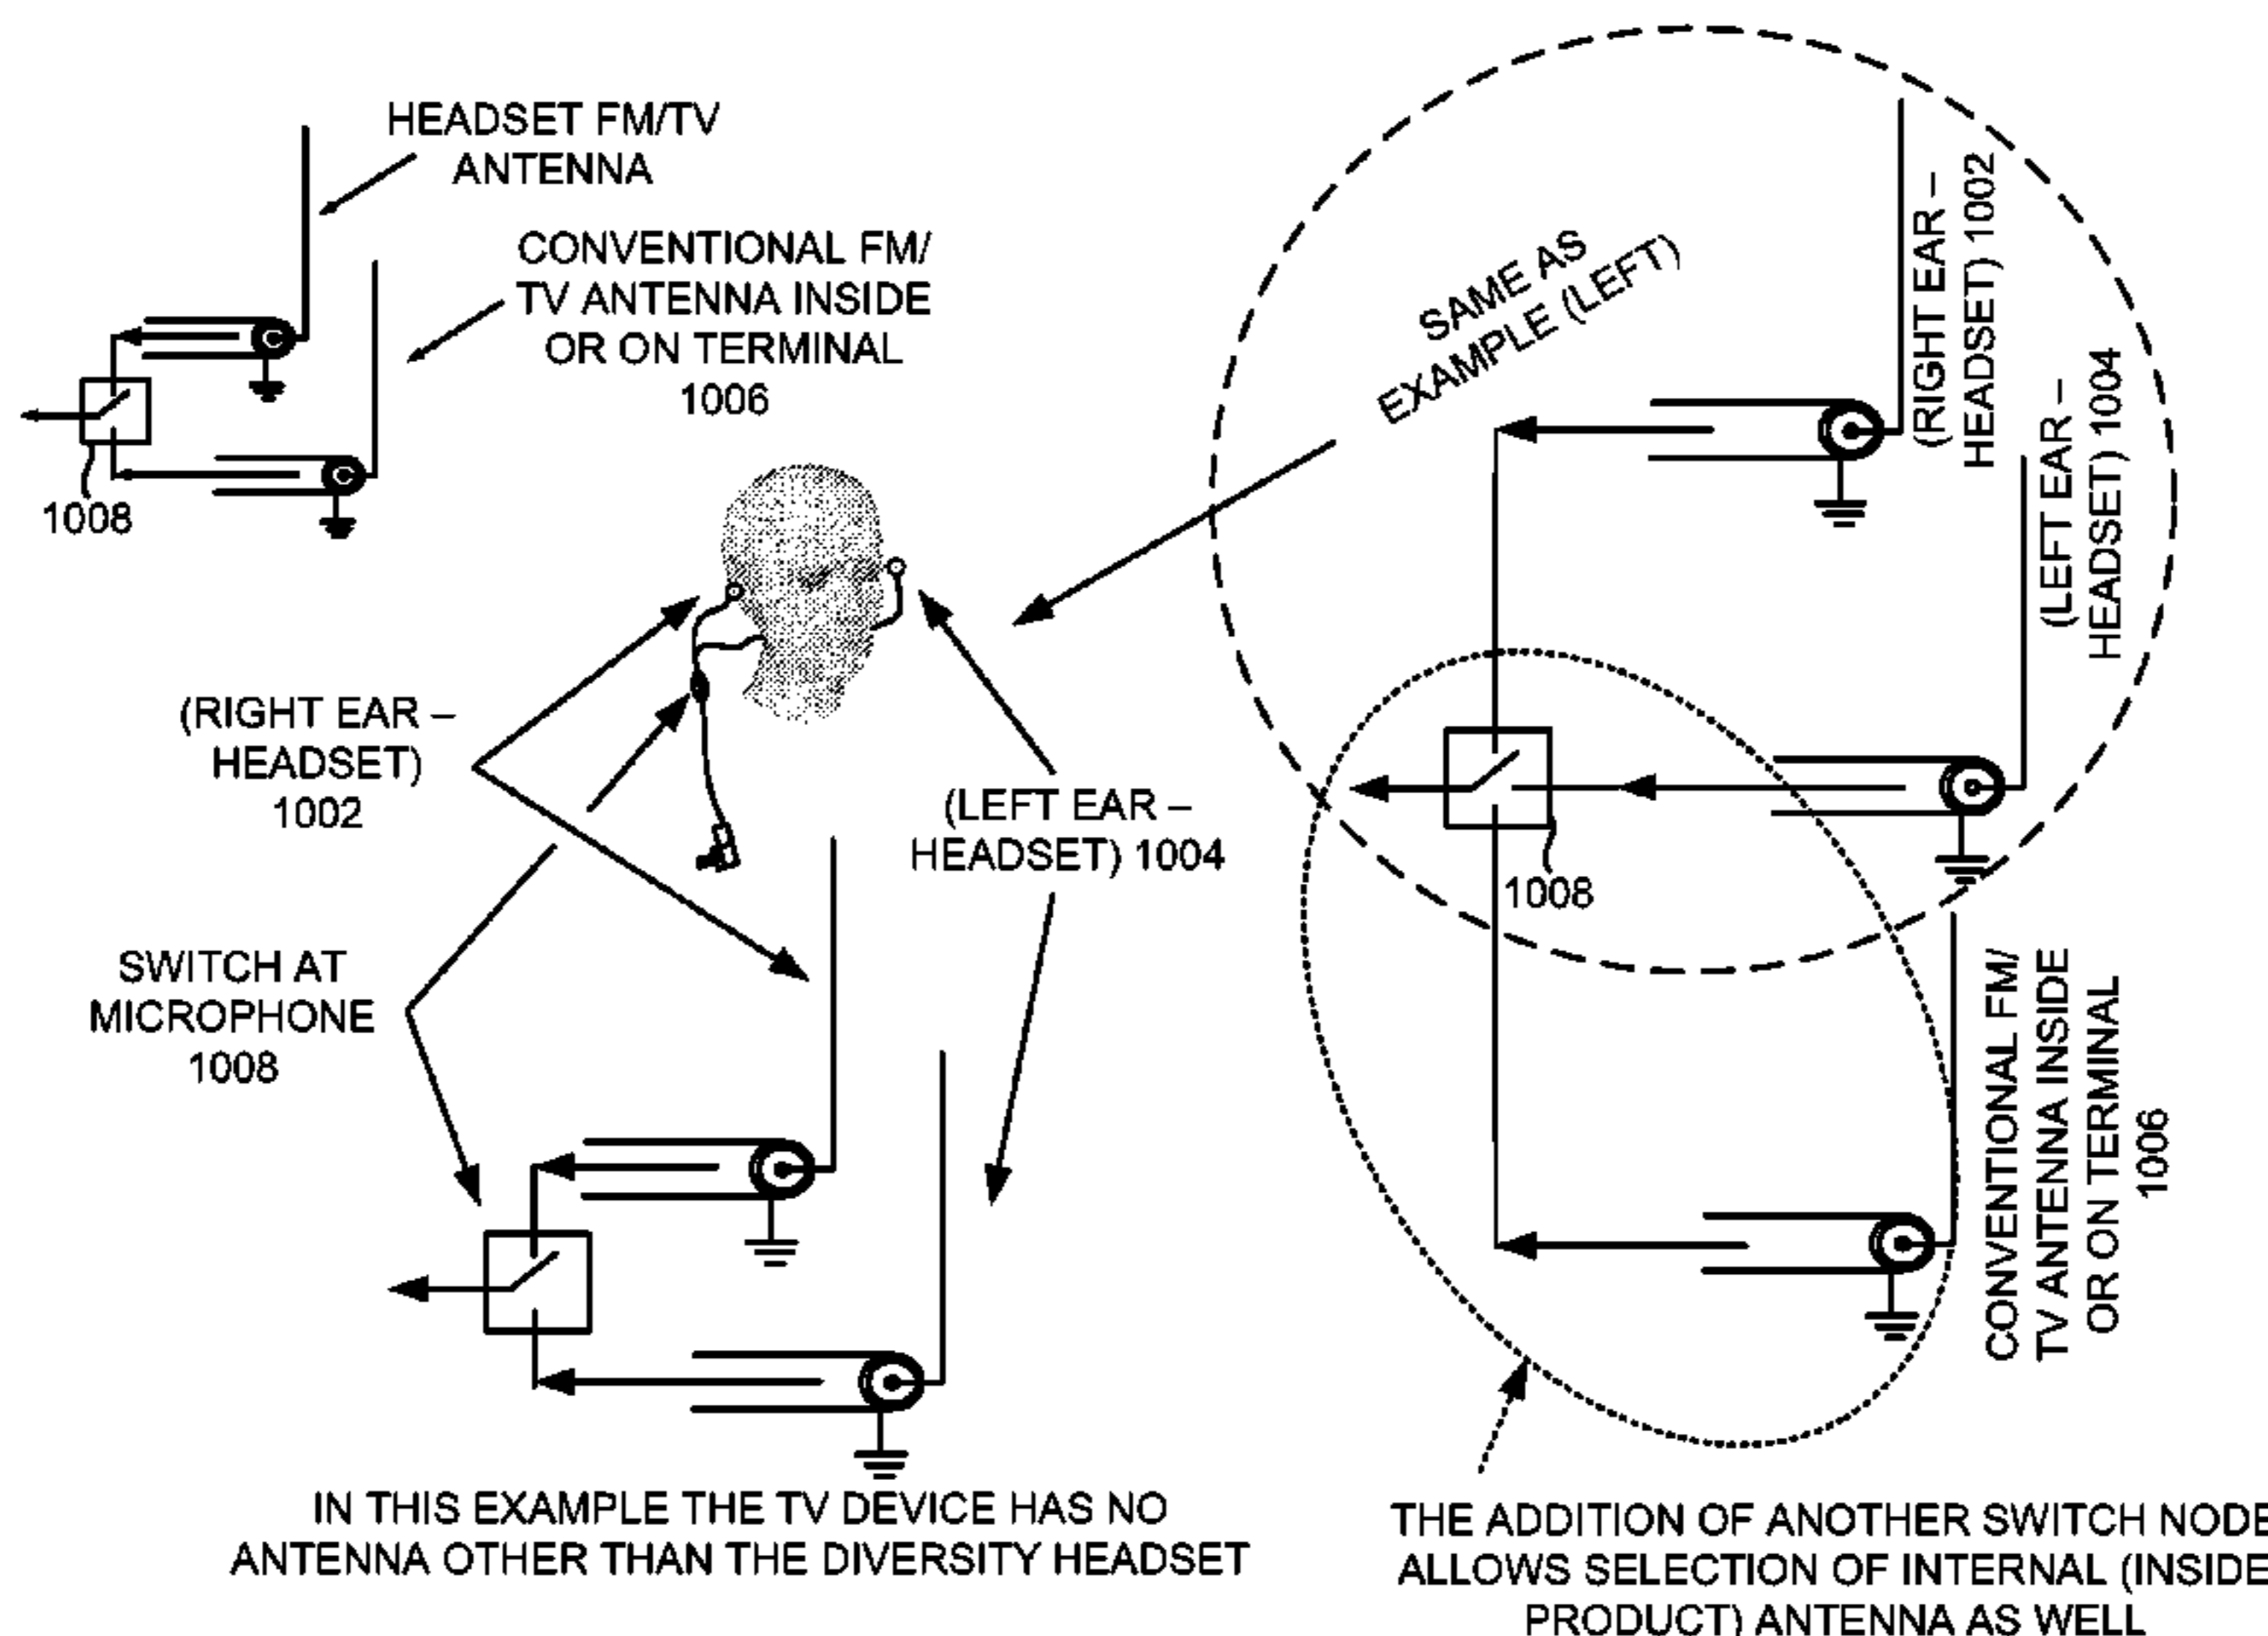 HEADSET FM/TV
ANTENNA
CONVENTIONAL FM/
TV ANTENNA INSIDE
OR ON TERMINAL
1006
1008
(RIGHT EAR –
HEADSET)
1002
(LEFT EAR –
HEADSET) 1004
SWITCH AT
MICROPHONE
1008
IN THIS EXAMPLE THE TV DEVICE HAS NO
ANTENNA OTHER THAN THE DIVERSITY HEADSET
SAME AS
EXAMPLE (LEFT)
(RIGHT EAR –
HEADSET) 1002
(LEFT EAR –
HEADSET) 1004
1008
CONVENTIONAL FM/
TV ANTENNA INSIDE
OR ON TERMINAL
1006
THE ADDITION OF ANOTHER SWITCH NODE
ALLOWS SELECTION OF INTERNAL (INSIDE
PRODUCT) ANTENNA AS WELL